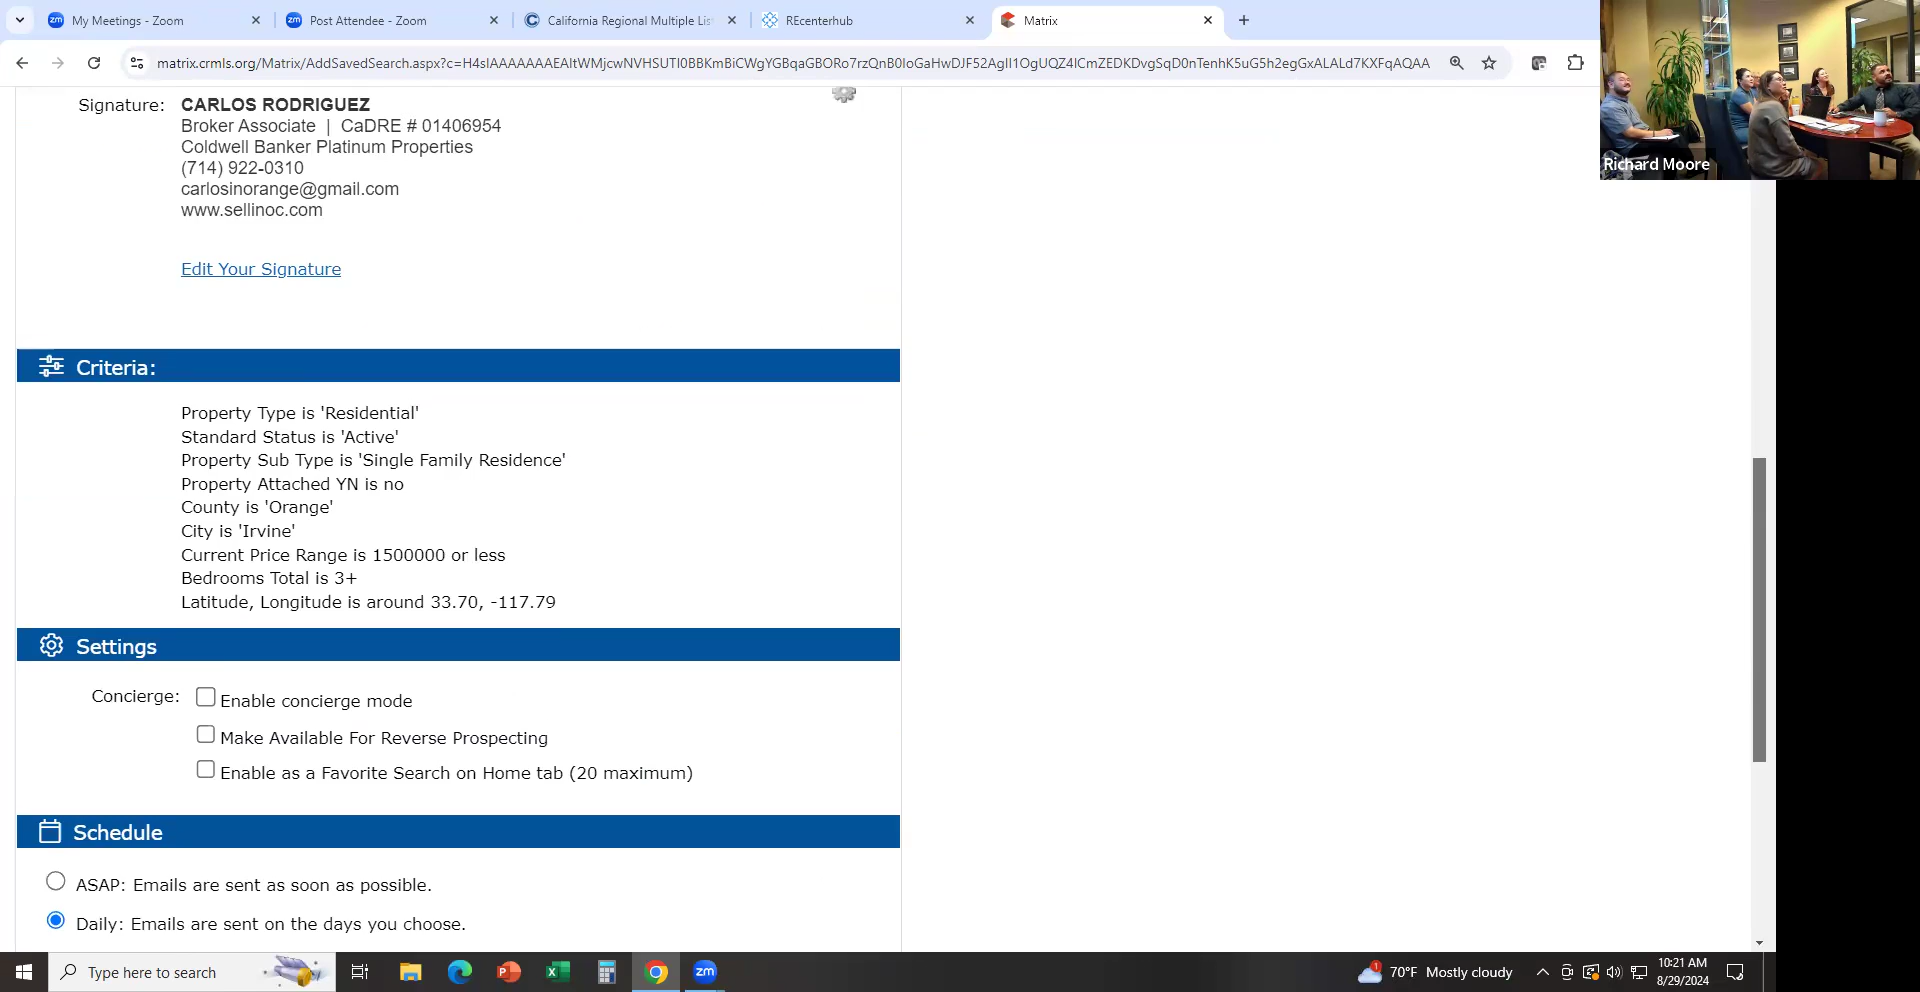 My Meetings - Zoom
Post Attendee - Zoom
California Regional Multiple Lis
REcenterhub
Matrix
matrix.crmls.org/Matrix/AddSavedSearch.aspx?c=
Richard Moore
Signature:
CARLOS RODRIGUEZ
Broker Associate | CaDRE # 01406954
Coldwell Banker Platinum Properties
(714) 922-0310
carlosinorange@gmail.com
www.sellinoc.com
Edit Your Signature
Criteria:
Property Type is 'Residential'
Standard Status is 'Active'
Property Sub Type is 'Single Family Residence'
Property Attached YN is no
County is 'Orange'
City is 'Irvine'
Current Price Range is 1500000 or less
Bedrooms Total is 3+
Latitude, Longitude is around 33.70, -117.79
Settings
Concierge:
Enable concierge mode
Make Available For Reverse Prospecting
Enable as a Favorite Search on Home tab (20 maximum)
Schedule
ASAP: Emails are sent as soon as possible.
Daily: Emails are sent on the days you choose.
Type here to search
zm
1
70°F Mostly cloudy
10:21 AM
8/29/2024